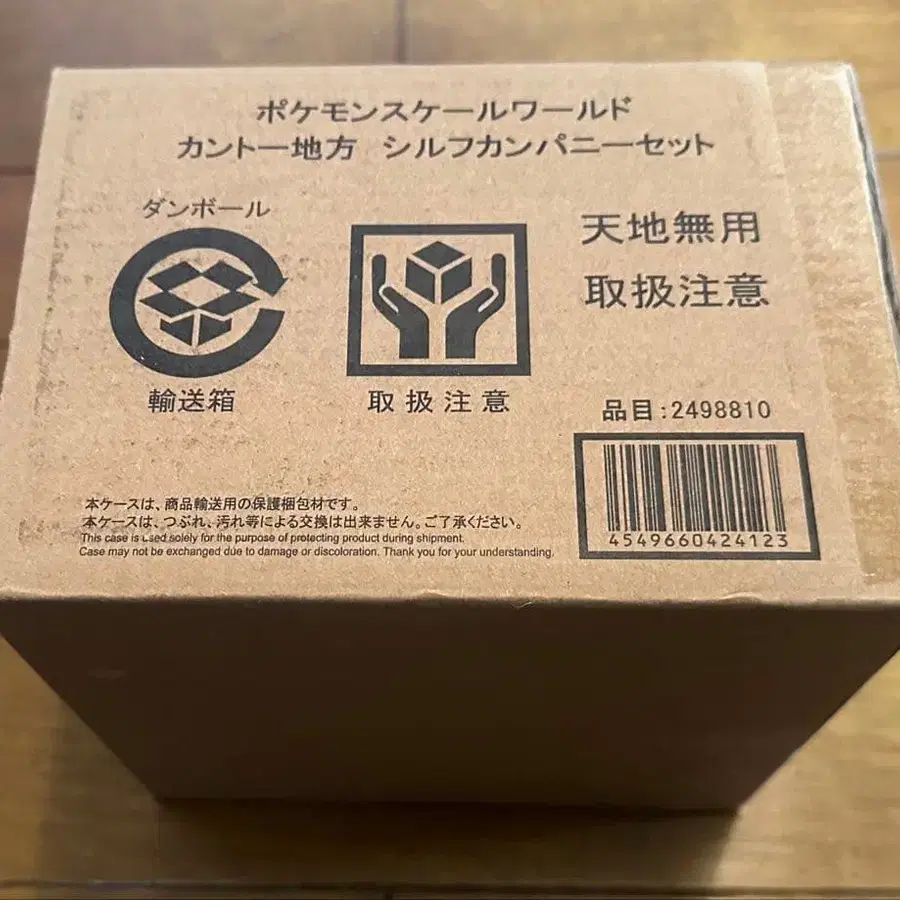 ポケモンスケールワールド
カントー地方 シルフカンパニーセット
ダンボール
輸送箱
取扱注意
天地無用
取扱注意
品目:2498810
4549660424123
本ケースは、商品輸送用の保護梱包材です。
本ケースは、つぶれ、汚れ等による交換は出来ません。ご了承ください。
This case is used solely for the purpose of protecting product during shipment.
Case may not be exchanged due to damage or discoloration. Thank you for your understanding.